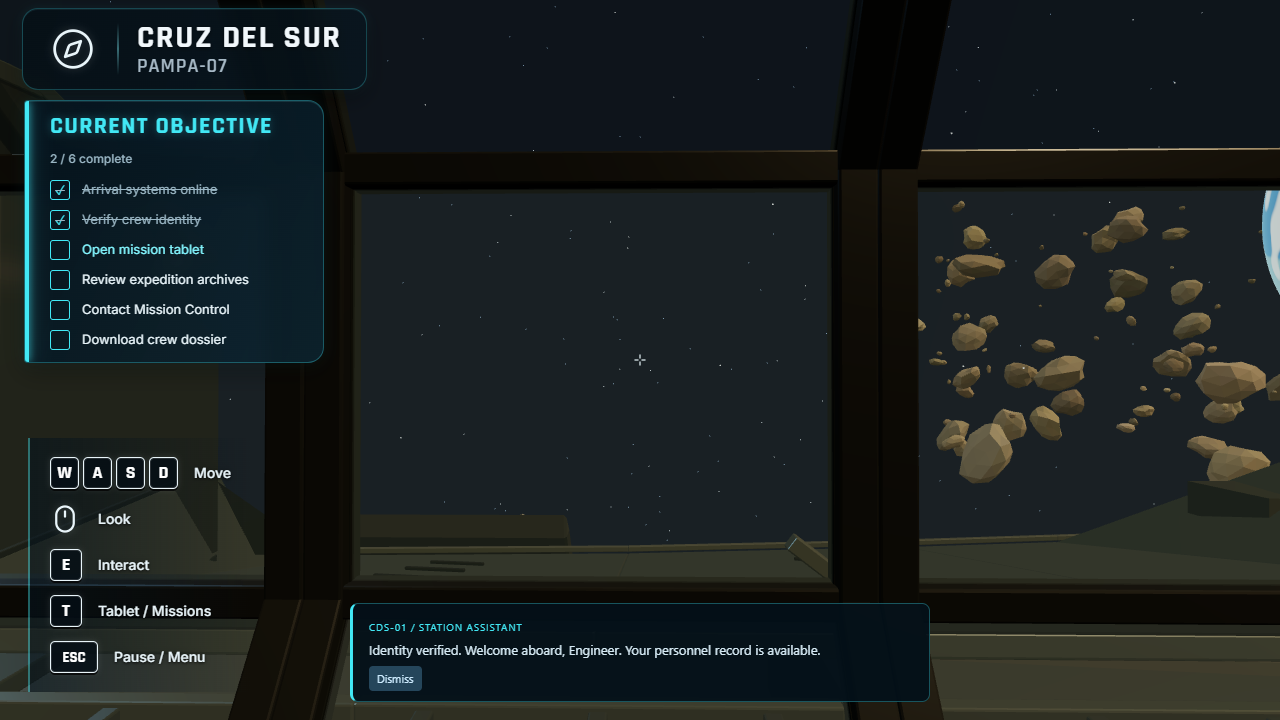 CRUZ DEL SUR
PAMPA-07
CURRENT OBJECTIVE
2 / 6 complete
Arrival systems online
Verify crew identity
Open mission tablet
Review expedition archives
Contact Mission Control
Download crew dossier
W A S D Move
Look
E Interact
T Tablet / Missions
ESC Pause / Menu
CDS-01 / STATION ASSISTANT
Identity verified. Welcome aboard, Engineer. Your personnel record is available.
Dismiss